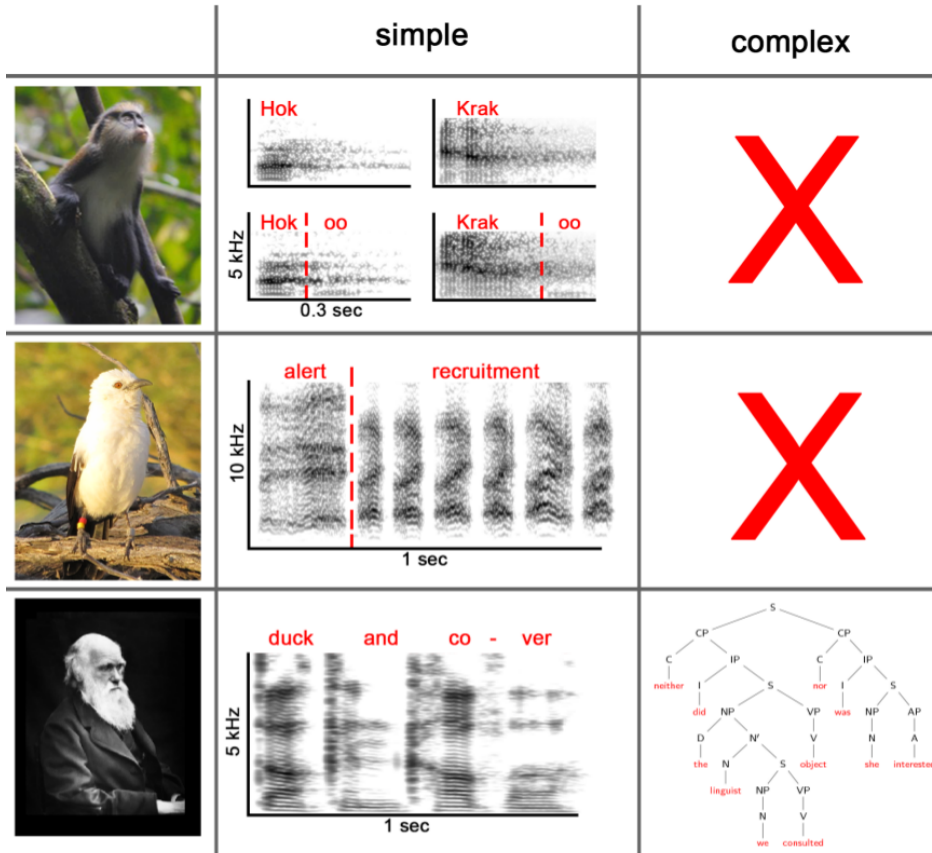 simple
complex
Hok
Krak
X
Hok oo
Krak oo
5 kHz
0.3 sec
alert
recruitment
X
10 kHz
1 sec
duck and co - ver
5 kHz
1 sec
S
CP CP
C IP C IP
neither I S nor I S
did NP VP was NP AP
D N' V N A
the N S object she interested
linguist NP VP
N V
we consulted